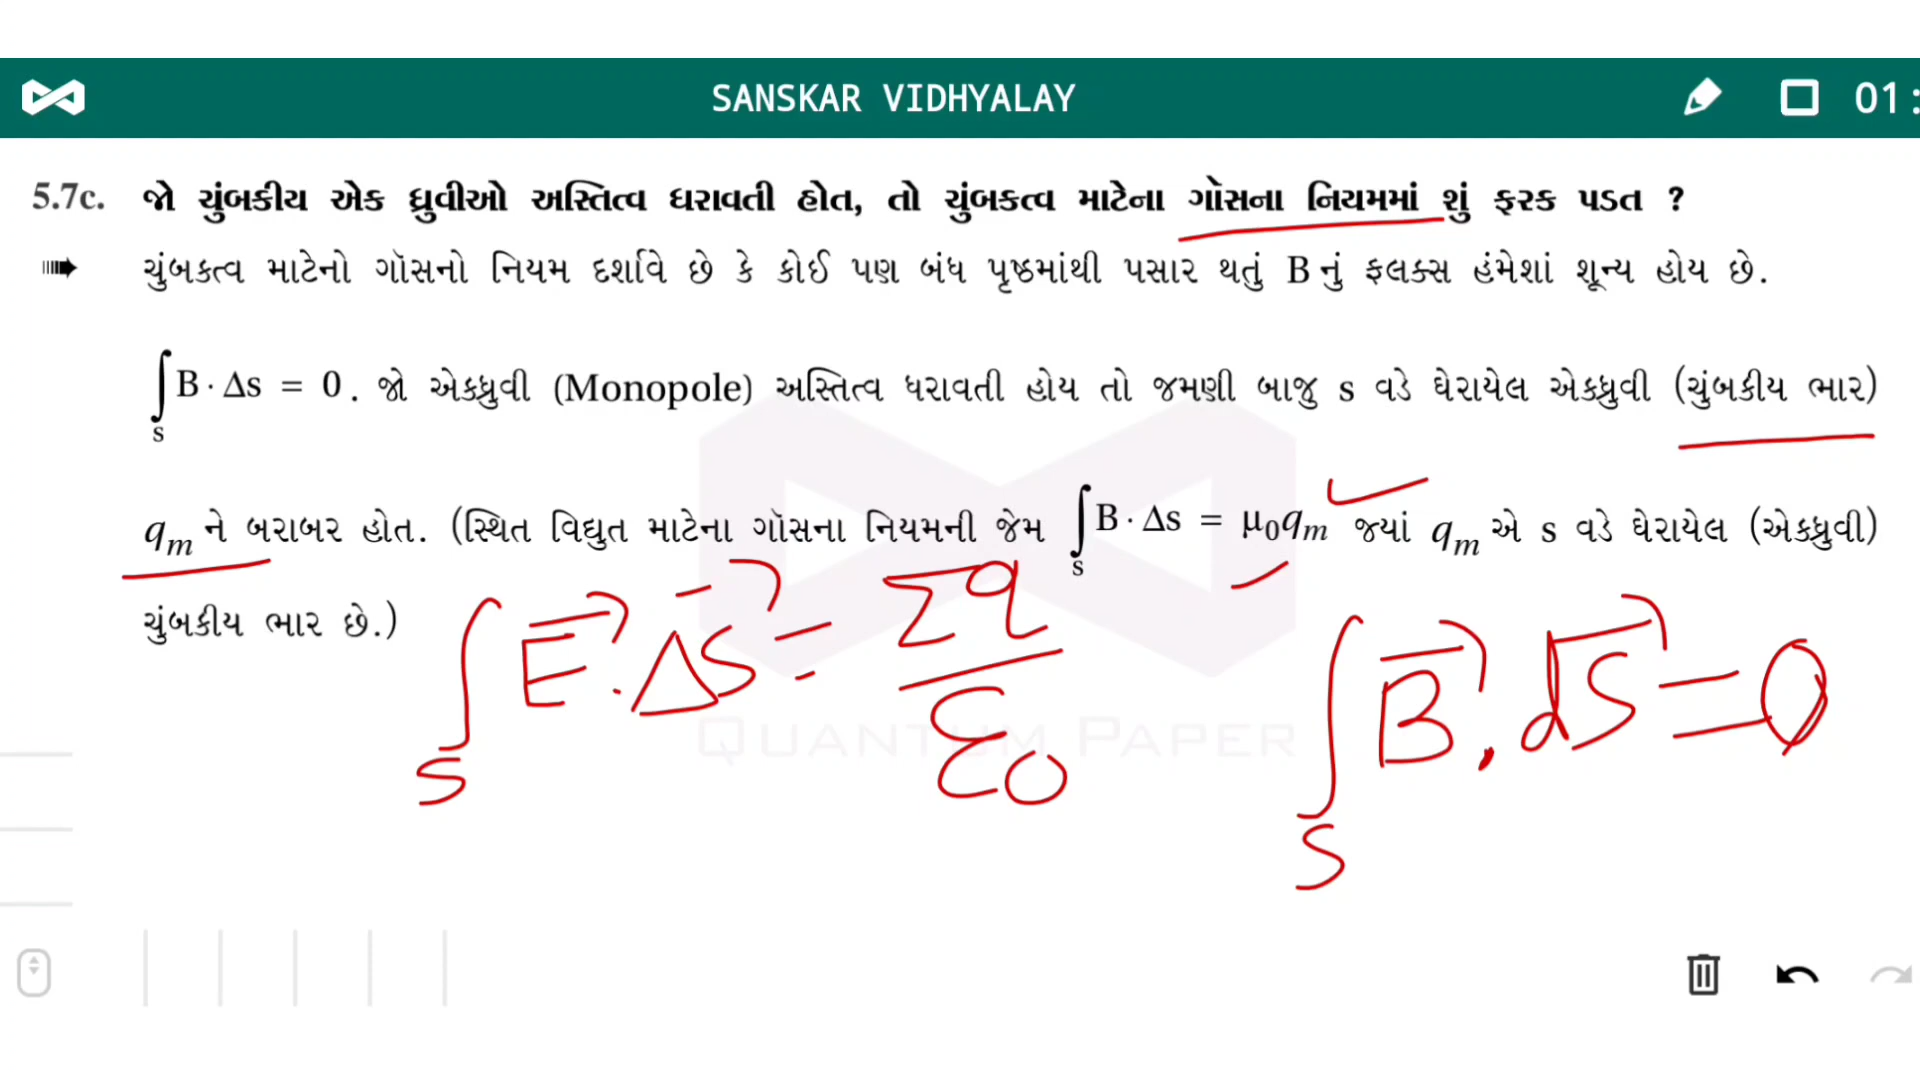 SANSKAR VIDHYALAY
01:
5.7c. જો ચુંબકીય એક ધ્રુવીઓ અસ્તિત્વ ધરાવતી હોત, તો ચુંબકત્વ માટેના ગૉસના નિયમમાં શું ફરક પડત ?
ચુંબકત્વ માટેનો ગૉસનો નિયમ દર્શાવે છે કે કોઈ પણ બંધ પૃષ્ઠમાંથી પસાર થતું B નું ફલક્સ હંમેશાં શૂન્ય હોય છે.
∫s B · Δs = 0. જો એકધ્રુવી (Monopole) અસ્તિત્વ ધરાવતી હોય તો જમણી બાજુ s વડે ઘેરાયેલ એકધ્રુવી (ચુંબકીય ભાર)
qm ને બરાબર હોત. (સ્થિત વિદ્યુત માટેના ગૉસના નિયમની જેમ ∫s B · Δs = μ0qm જ્યાં qm એ s વડે ઘેરાયેલ (એકધ્રુવી)
ચુંબકીય ભાર છે.)
∫s E⃗ · Δs⃗ = Σq/ε0
∫s B⃗ . ds⃗ = 0
QUANTUM PAPER